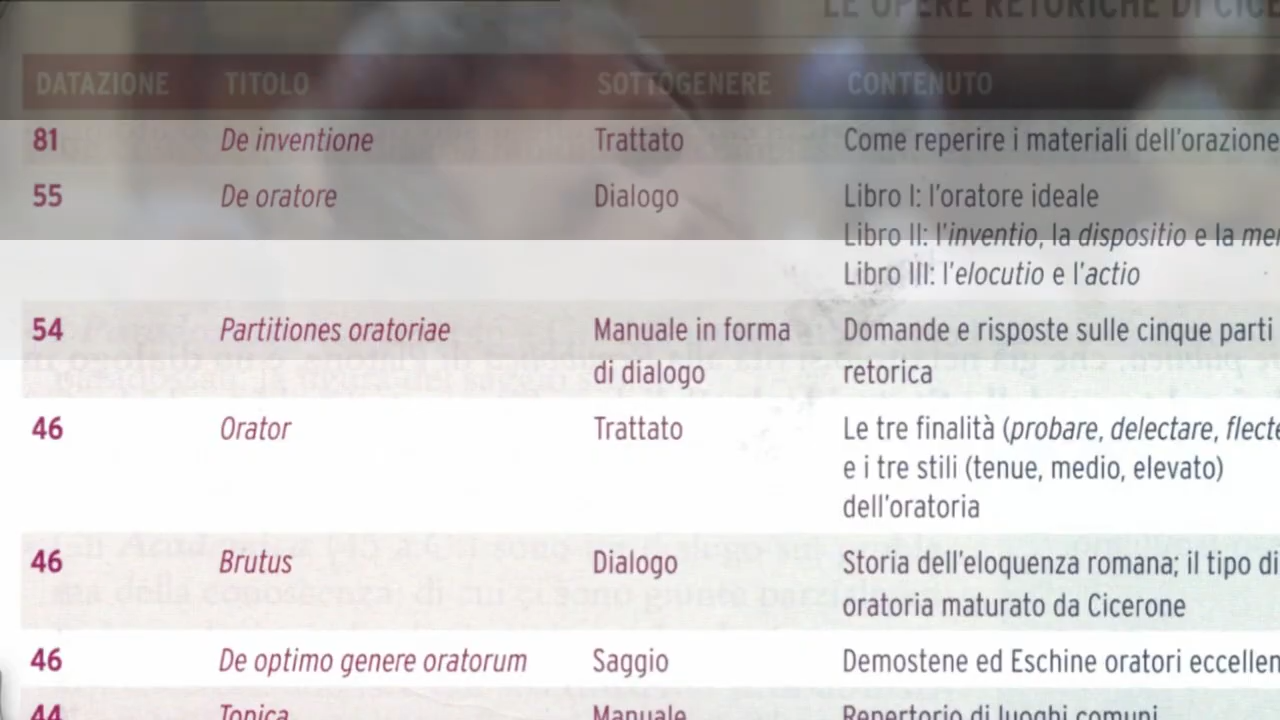 LE OPERE RETORICHE DI CICE
DATAZIONE TITOLO SOTTOGENERE CONTENUTO
81 De inventione Trattato Come reperire i materiali dell'orazione
55 De oratore Dialogo Libro I: l'oratore ideale
Libro II: l'inventio, la dispositio e la mer
Libro III: l'elocutio e l'actio
54 Partitiones oratoriae Manuale in forma Domande e risposte sulle cinque parti
di dialogo retorica
46 Orator Trattato Le tre finalità (probare, delectare, flecte
e i tre stili (tenue, medio, elevato)
dell'oratoria
46 Brutus Dialogo Storia dell'eloquenza romana; il tipo di
oratoria maturato da Cicerone
46 De optimo genere oratorum Saggio Demostene ed Eschine oratori eccellen
44 Topica Manuale Repertorio di luoghi comuni